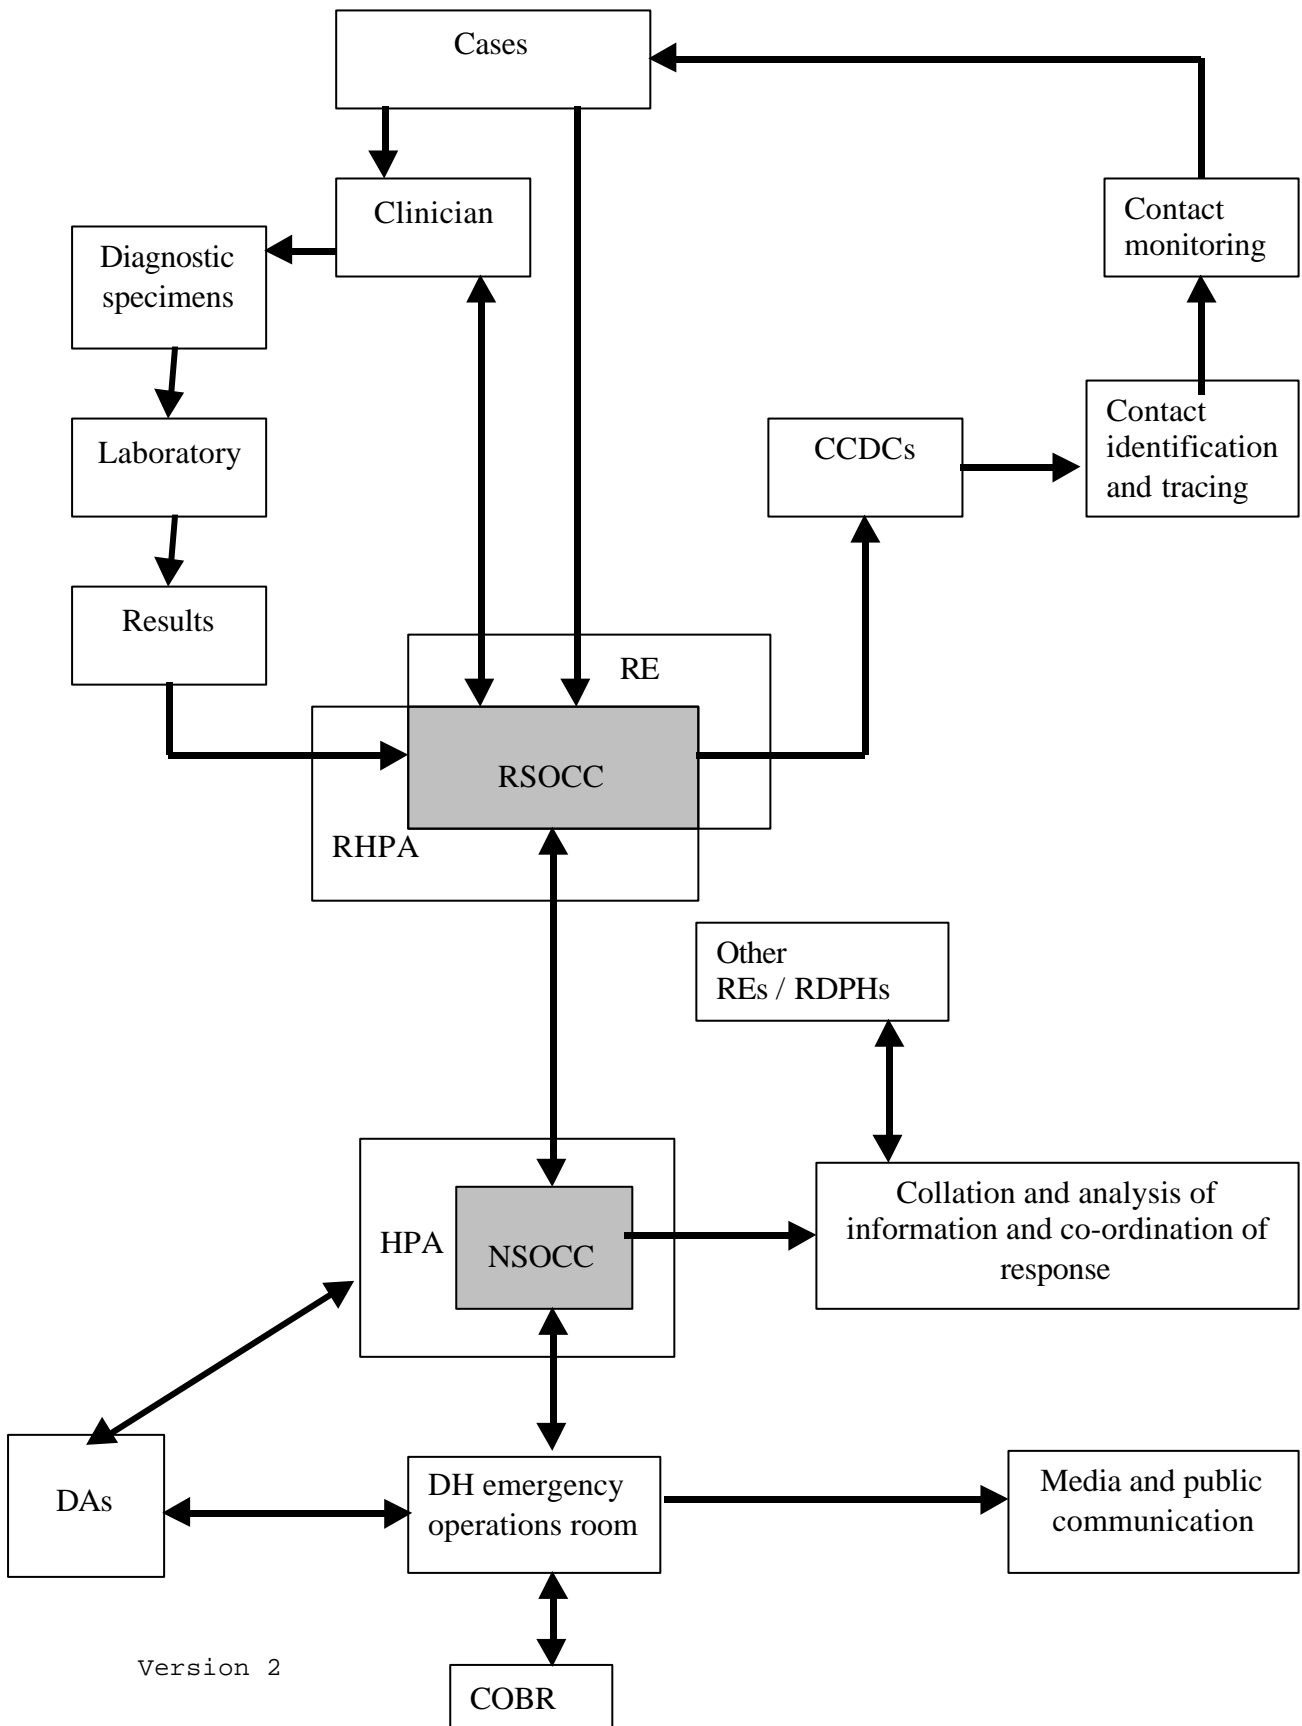 Cases
Clinician
Contact
monitoring
Diagnostic
specimens
Contact
identification
and tracing
CCDCs
Laboratory
Results
RE
RSOCC
RHPA
Other
REs / RDPHs
Collation and analysis of
information and co-ordination of
response
HPA
NSOCC
DH emergency
operations room
Media and public
communication
DAs
Version 2
COBR